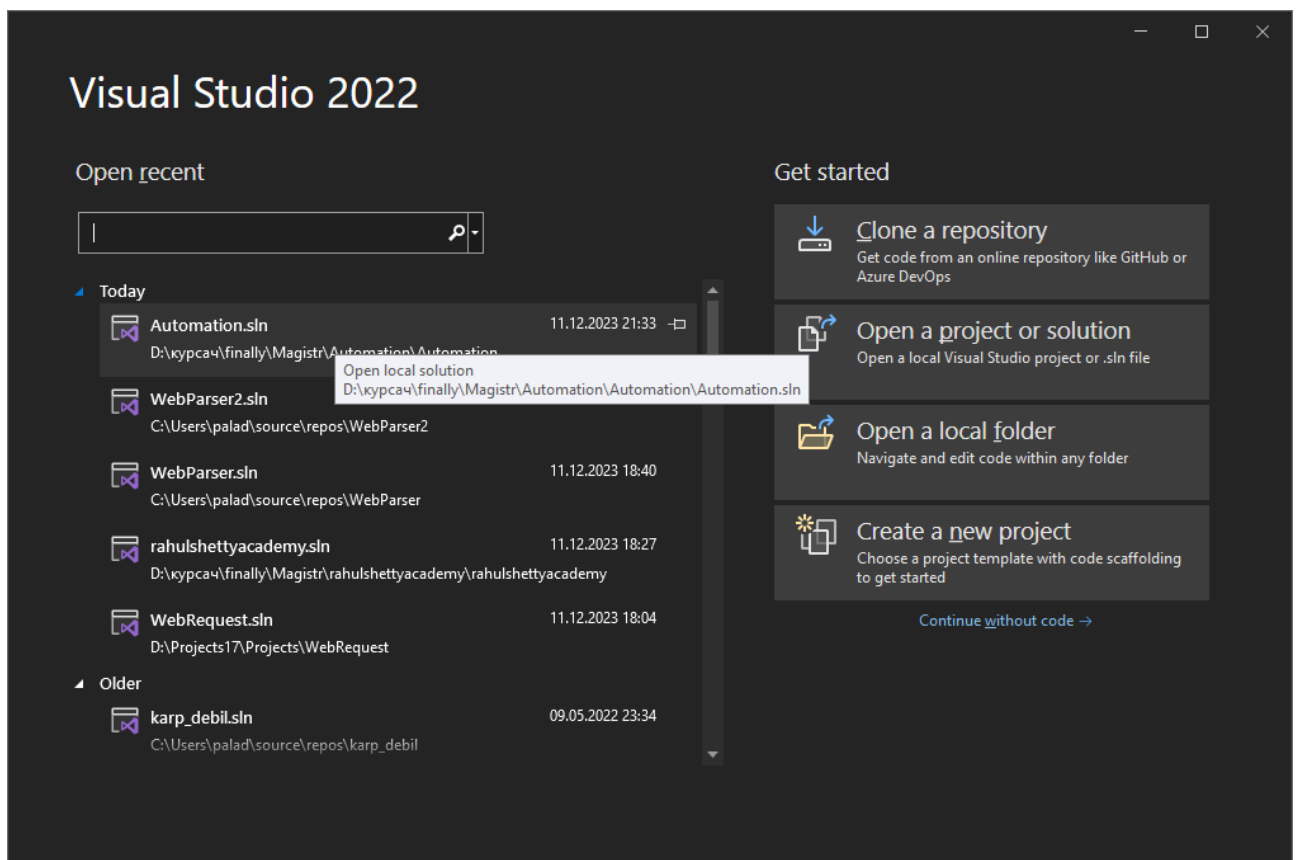 Visual Studio 2022
Open recent
Today
Automation.sln 11.12.2023 21:33
D:\курсач\finally\Magistr\Automation\Automation
Open local solution
D:\курсач\finally\Magistr\Automation\Automation\Automation.sln
WebParser2.sln
C:\Users\palad\source\repos\WebParser2
WebParser.sln 11.12.2023 18:40
C:\Users\palad\source\repos\WebParser
rahulshettyacademy.sln 11.12.2023 18:27
D:\курсач\finally\Magistr\rahulshettyacademy\rahulshettyacademy
WebRequest.sln 11.12.2023 18:04
D:\Projects17\Projects\WebRequest
Older
karp_debil.sln 09.05.2022 23:34
C:\Users\palad\source\repos\karp_debil
Get started
Clone a repository
Get code from an online repository like GitHub or
Azure DevOps
Open a project or solution
Open a local Visual Studio project or .sln file
Open a local folder
Navigate and edit code within any folder
Create a new project
Choose a project template with code scaffolding
to get started
Continue without code →